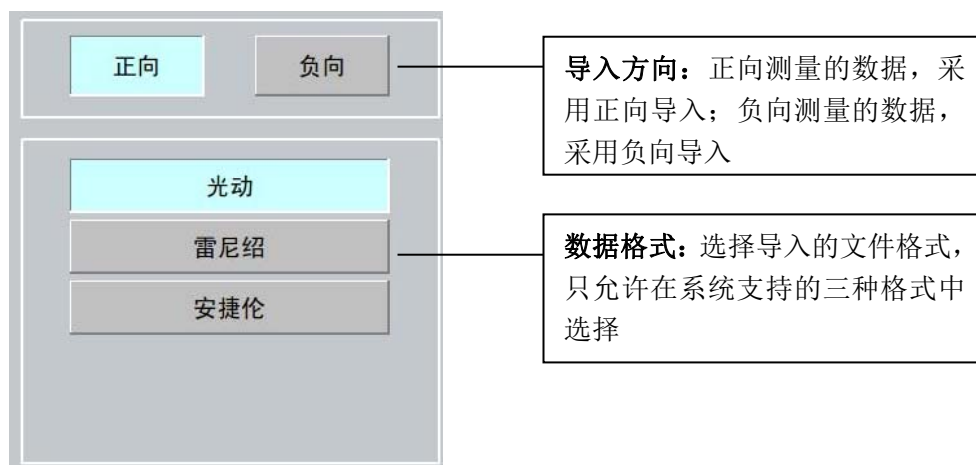 正向
负向
导入方向：正向测量的数据，采
用正向导入；负向测量的数据，
采用负向导入
光动
雷尼绍
安捷伦
数据格式：选择导入的文件格式，
只允许在系统支持的三种格式中
选择